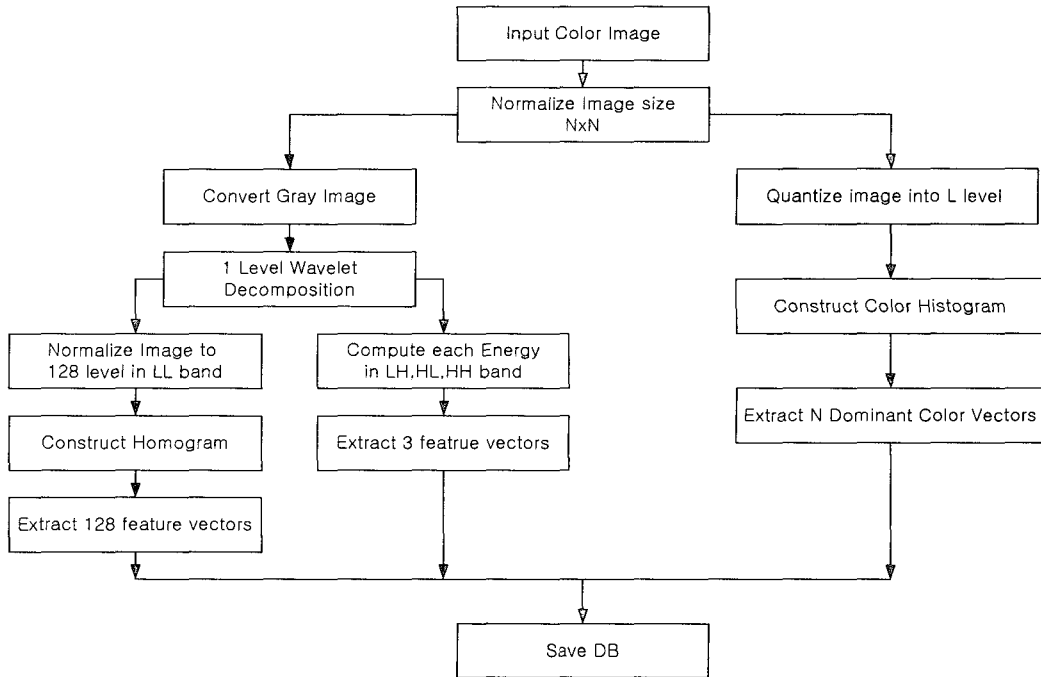 Input Color Image
Normalize Image size
NxN
Convert Gray Image
Quantize image into L level
1 Level Wavelet
Decomposition
Construct Color Histogram
Normalize Image to
128 level in LL band
Compute each Energy
in LH,HL,HH band
Extract N Dominant Color Vectors
Construct Homogram
Extract 3 featrue vectors
Extract 128 feature vectors
Save DB